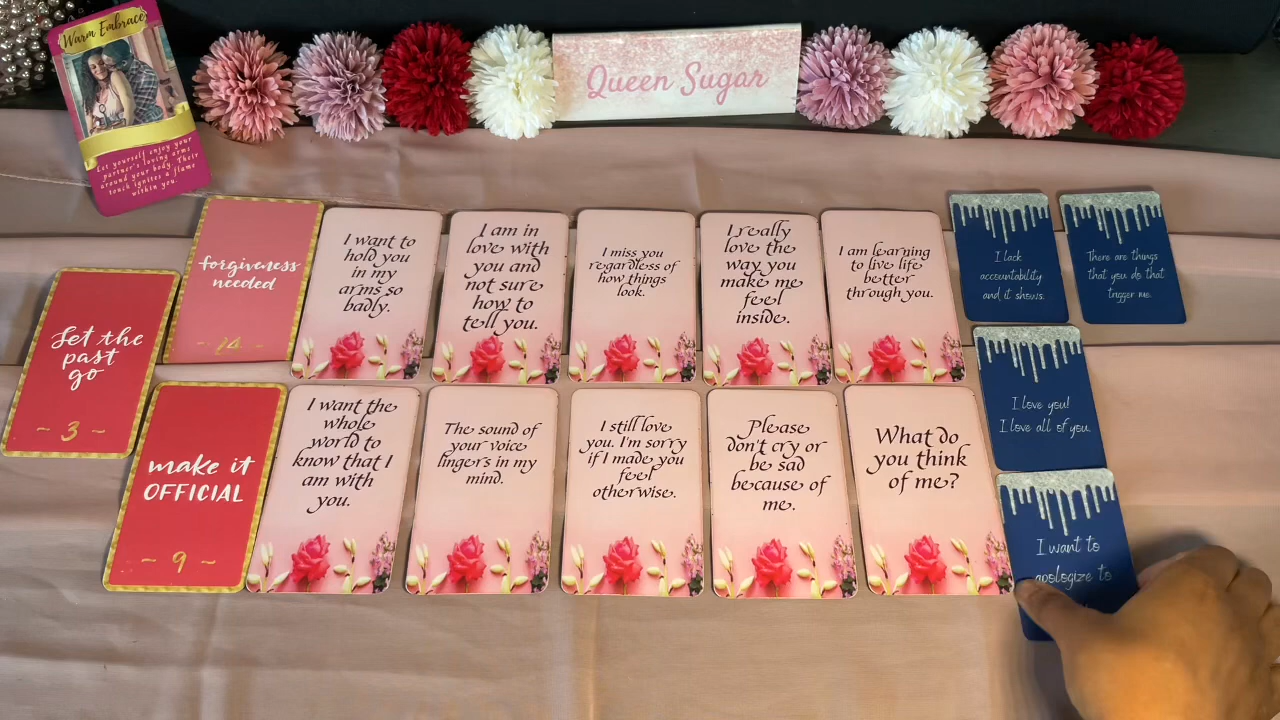 Warm Embrace
Let yourself enjoy your
partner's loving arms
around your body. Their
touch ignites a flame
within you.
Queen Sugar
Let the
past
go
~ 3 ~
forgiveness
needed
~ 14 ~
I want to
hold you
in my
arms so
badly.
I am in
love with
you and
not sure
how to
tell you.
I miss you
regardless of
how things
look.
I really
love the
way you
make me
feel
inside.
I am learning
to live life
better
through you.
I lack
accountability
and it shows.
There are things
that you do that
trigger me.
make it
OFFICIAL
~ 9 ~
I want the
whole
world to
know that I
am with
you.
The sound of
your voice
lingers in my
mind.
I still love
you. I'm sorry
if I made you
feel
otherwise.
Please
don't cry or
be sad
because of
me.
What do
you think
of me?
I love you!
I love all of you.
I want to
apologize to